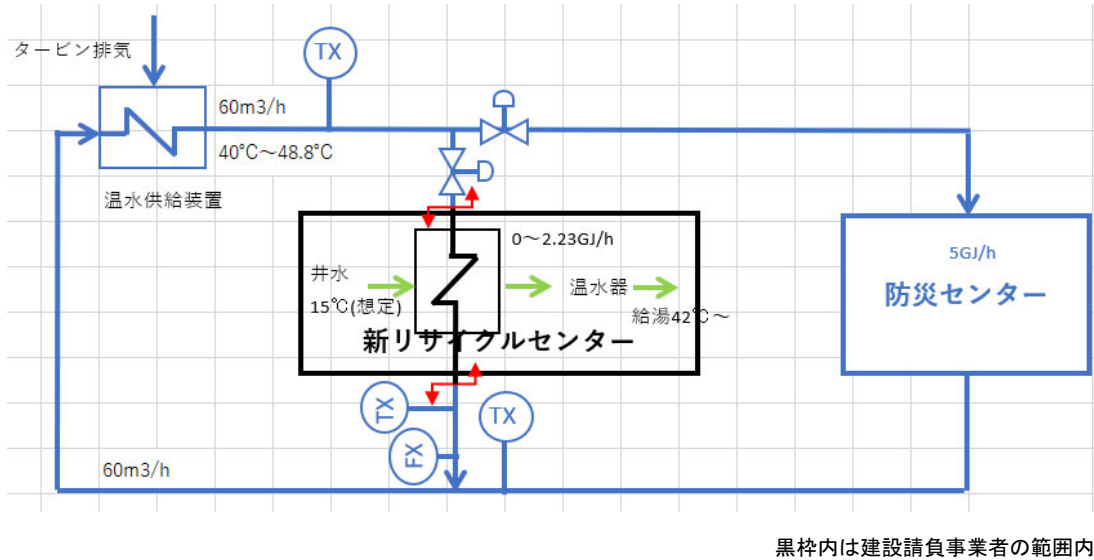 タービン排気
TX
60m3/h
40℃～48.8℃
温水供給装置
0～2.23GJ/h
井水
15℃(想定)
温水器
給湯42℃～
新リサイクルセンター
5GJ/h
防災センター
TX
TX
FX
60m3/h
黒枠内は建設請負事業者の範囲内